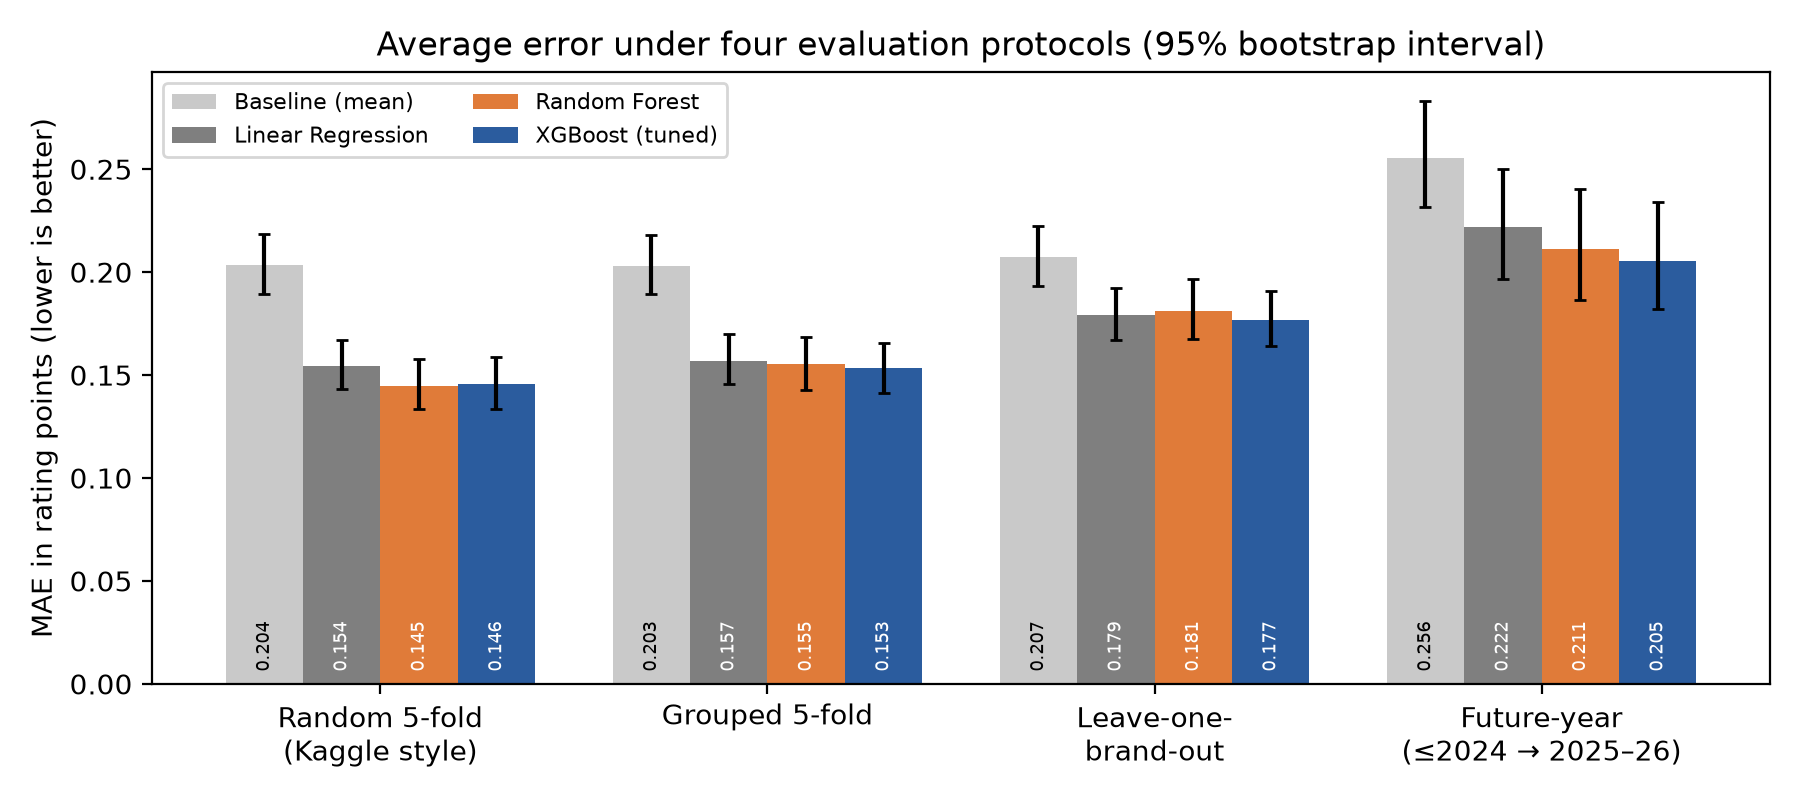 Average error under four evaluation protocols (95% bootstrap interval)
MAE in rating points (lower is better)
Baseline (mean)
Linear Regression
Random Forest
XGBoost (tuned)
0.25
0.20
0.15
0.10
0.05
0.00
0.204
0.154
0.145
0.146
0.203
0.157
0.155
0.153
0.207
0.179
0.181
0.177
0.256
0.222
0.211
0.205
Random 5-fold
(Kaggle style)
Grouped 5-fold
Leave-one-
brand-out
Future-year
(≤2024 → 2025–26)